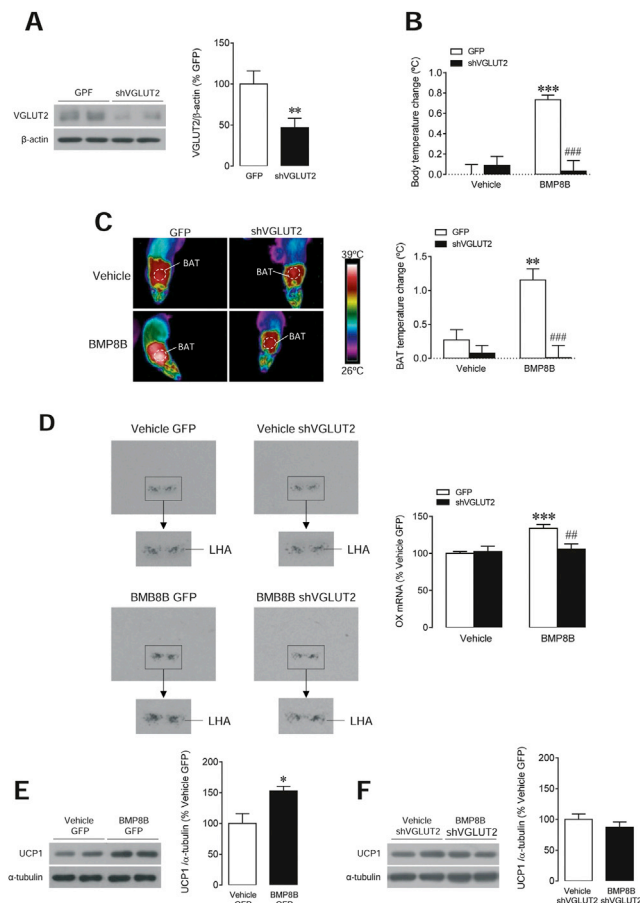 A
GPF shVGLUT2
VGLUT2
β-actin
VGLUT2/β-actin (% GFP)
150
100
50
0
**
GFP shVGLUT2
B
GFP
shVGLUT2
Body temperature change (ºC)
1.0
0.8
0.6
0.4
0.2
0.0
***
###
Vehicle BMP8B
C
GFP shVGLUT2
Vehicle
BMP8B
BAT
BAT
BAT
BAT
39ºC
26ºC
GFP
shVGLUT2
BAT temperature change (ºC)
1.5
1.0
0.5
0.0
**
###
Vehicle BMP8B
D
Vehicle GFP Vehicle shVGLUT2
LHA LHA
BMB8B GFP BMB8B shVGLUT2
LHA LHA
GFP
shVGLUT2
OX mRNA (% Vehicle GFP)
150
100
50
0
***
##
Vehicle BMP8B
E
Vehicle BMP8B
GFP GFP
UCP1
α-tubulin
UCP1 /α-tubulin (% Vehicle GFP)
200
150
100
50
0
*
Vehicle BMP8B
F
Vehicle BMP8B
shVGLUT2 shVGLUT2
UCP1
α-tubulin
UCP1 /α-tubulin (% Vehicle GFP)
200
150
100
50
0
Vehicle BMP8B
shVGLUT2 shVGLUT2